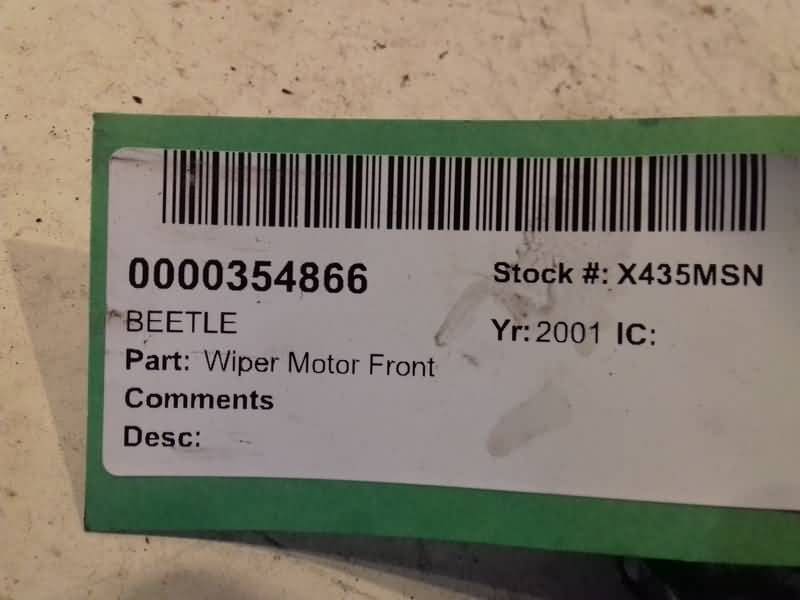 0000354866 Stock #: X435MSN
BEETLE Yr: 2001 IC:
Part: Wiper Motor Front
Comments
Desc: